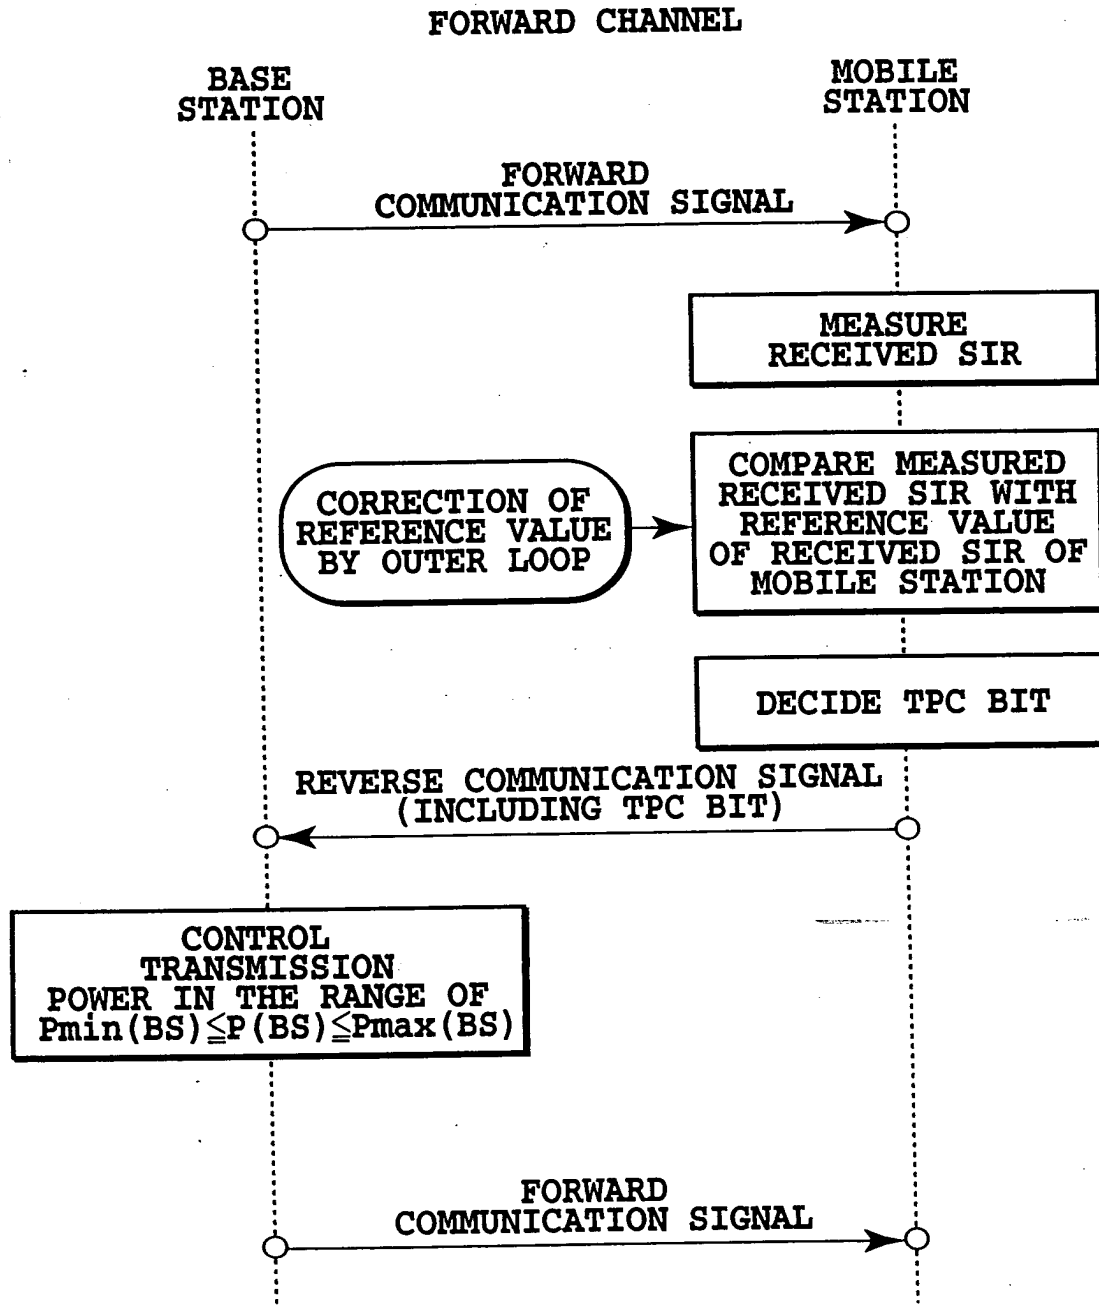 FORWARD CHANNEL
BASE
STATION
MOBILE
STATION
FORWARD
COMMUNICATION SIGNAL
MEASURE
RECEIVED SIR
CORRECTION OF
REFERENCE VALUE
BY OUTER LOOP
COMPARE MEASURED
RECEIVED SIR WITH
REFERENCE VALUE
OF RECEIVED SIR OF
MOBILE STATION
DECIDE TPC BIT
REVERSE COMMUNICATION SIGNAL
(INCLUDING TPC BIT)
CONTROL
TRANSMISSION
POWER IN THE RANGE OF
Pmin(BS)≦P(BS)≦Pmax(BS)
FORWARD
COMMUNICATION SIGNAL